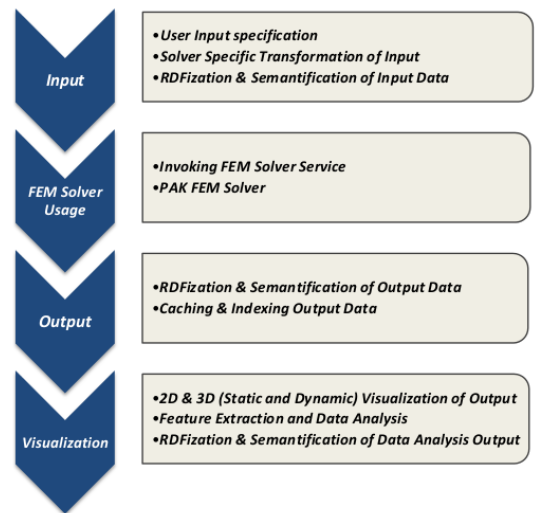 Input
•User Input specification
•Solver Specific Transformation of Input
•RDFization & Semantification of Input Data
FEM Solver
Usage
•Invoking FEM Solver Service
•PAK FEM Solver
Output
•RDFization & Semantification of Output Data
•Caching & Indexing Output Data
Visualization
•2D & 3D (Static and Dynamic) Visualization of Output
•Feature Extraction and Data Analysis
•RDFization & Semantification of Data Analysis Output